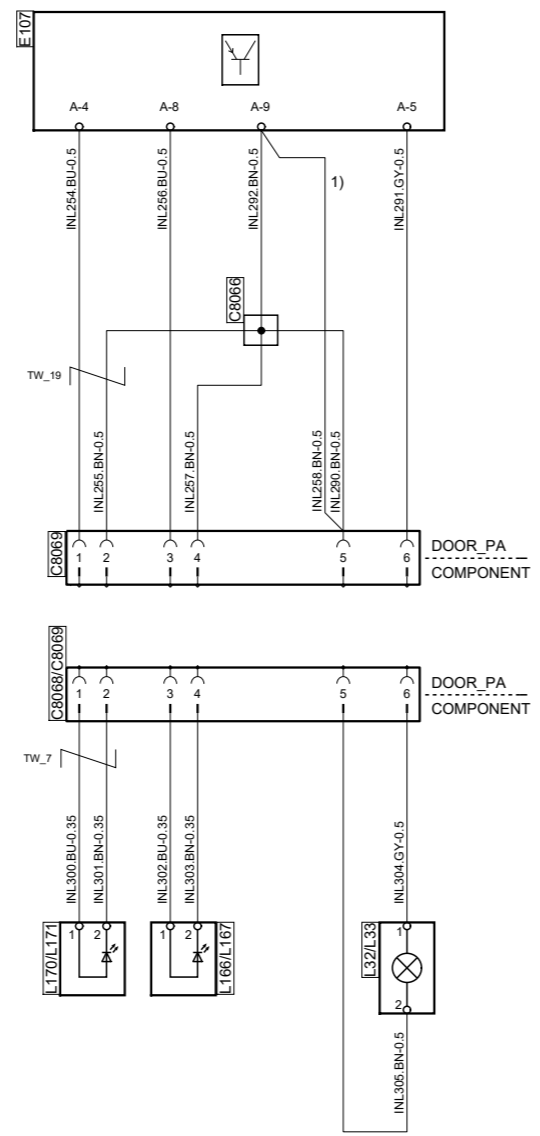 E107
A-4 A-8 A-9 A-5
INL254.BU-0.5
INL256.BU-0.5
INL292.BN-0.5
1)
INL291.GY-0.5
C8066
TW_19
INL255.BN-0.5
INL257.BN-0.5
INL258.BN-0.5
INL290.BN-0.5
C8069
1 2 3 4 5 6
DOOR_PA
COMPONENT
C8068/C8069
1 2 3 4 5 6
DOOR_PA
COMPONENT
TW_7
INL300.BU-0.35
INL301.BN-0.35
INL302.BU-0.35
INL303.BN-0.35
INL304.GY-0.5
L170/L171
1 2
L166/L167
1 2
L32/L33
1
2
INL305.BN-0.5